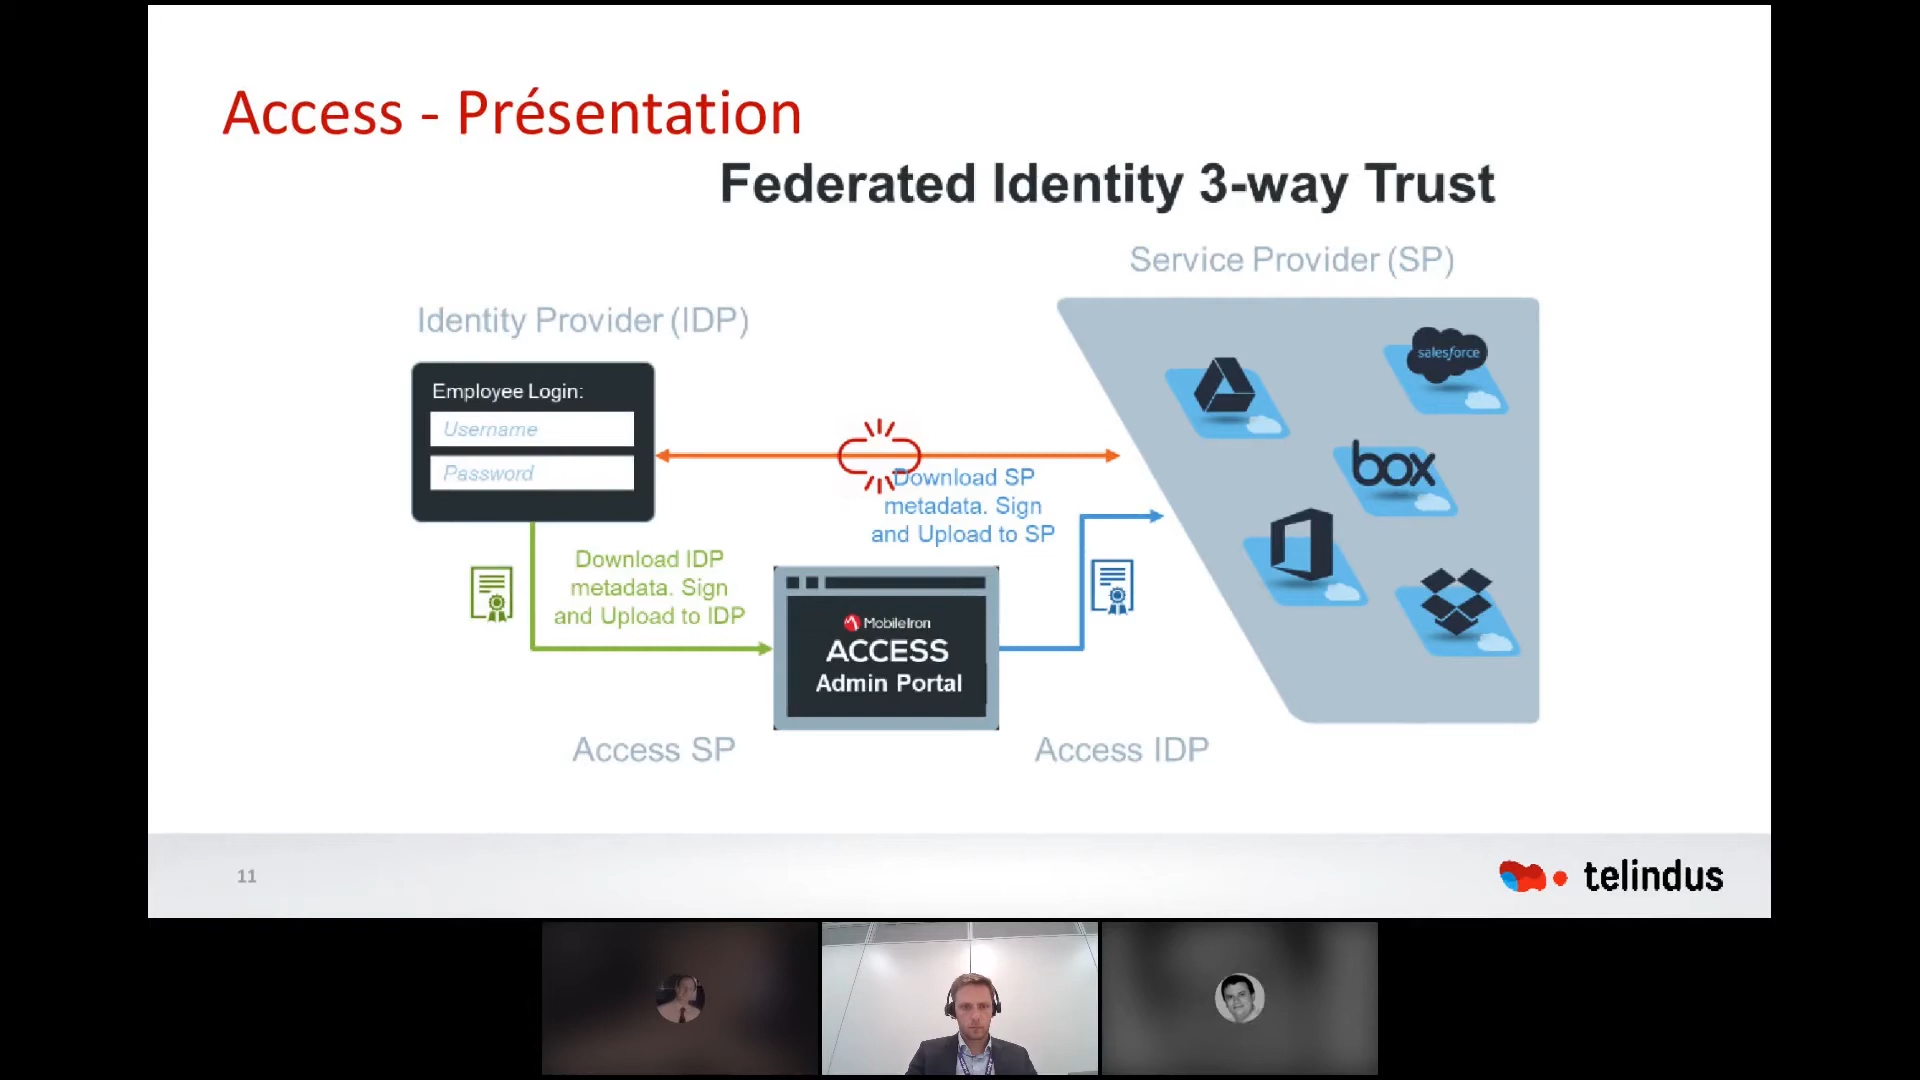 Access - Présentation
Federated Identity 3-way Trust
Service Provider (SP)
Identity Provider (IDP)
Employee Login:
Username
Password
salesforce
box
Download SP
metadata. Sign
and Upload to SP
Download IDP
metadata. Sign
and Upload to IDP
MobileIron
ACCESS
Admin Portal
Access SP
Access IDP
11
telindus